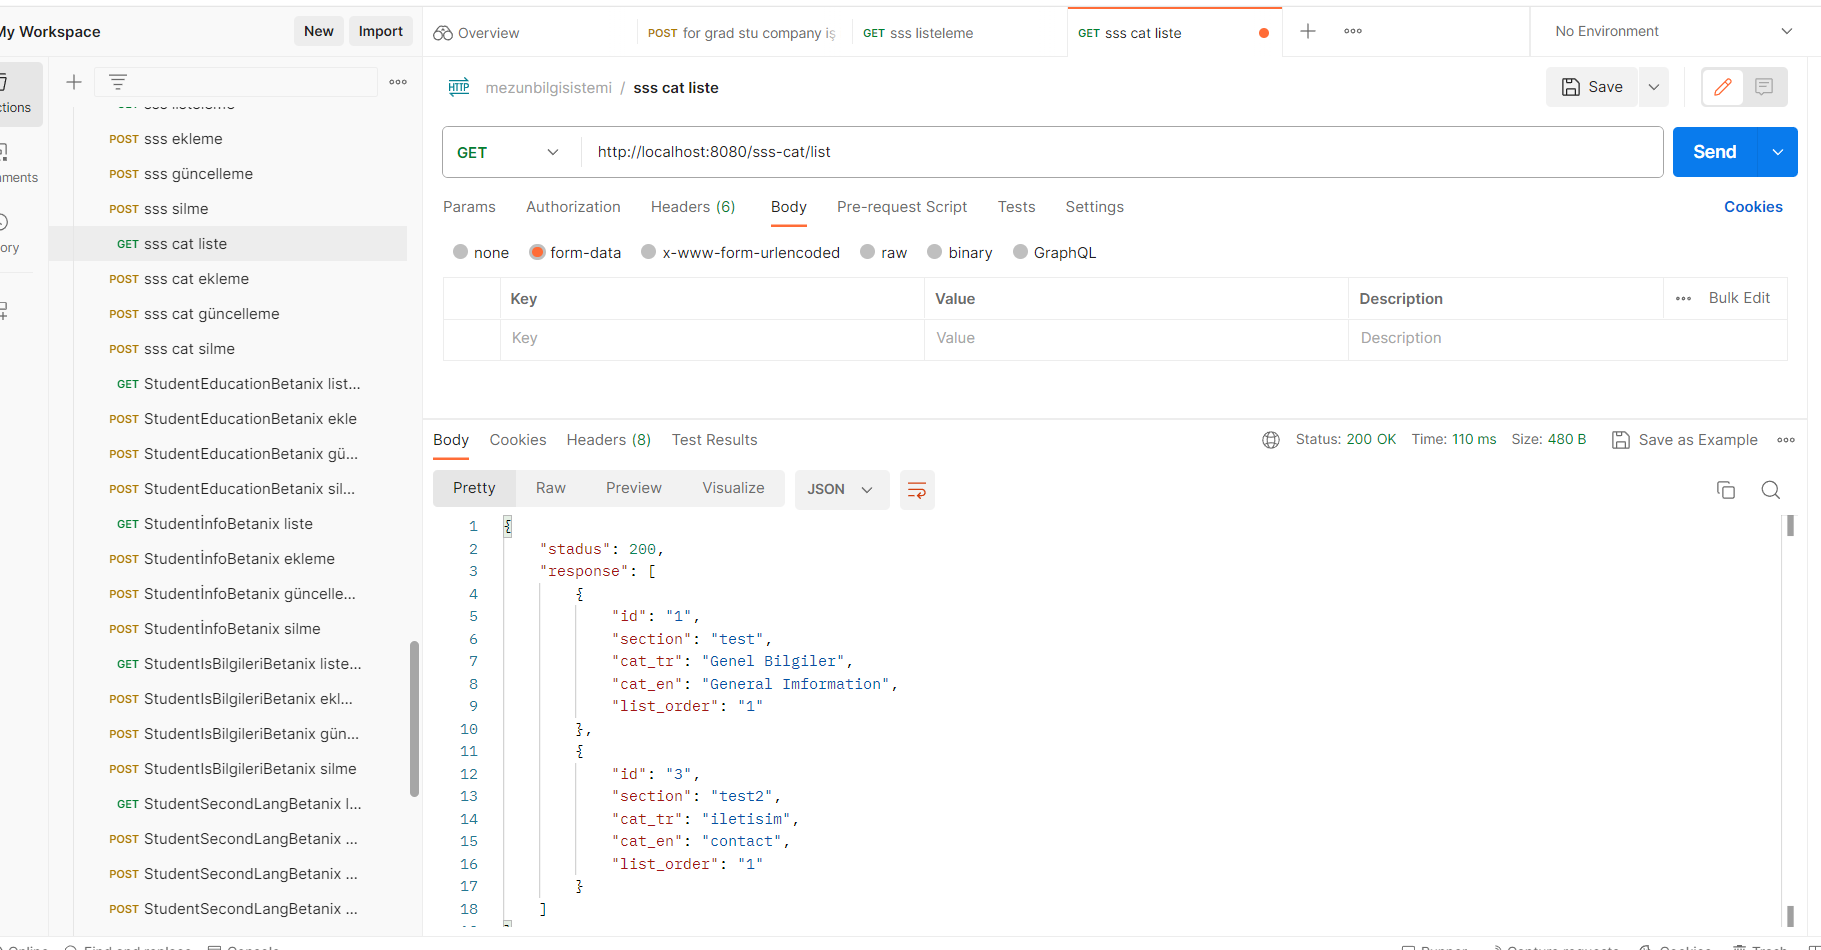 My Workspace
New
Import
Overview
POST for grad stu company iş
GET sss listeleme
GET sss cat liste
No Environment
POST sss ekleme
POST sss güncelleme
POST sss silme
GET sss cat liste
POST sss cat ekleme
POST sss cat güncelleme
POST sss cat silme
GET StudentEducationBetanix list...
POST StudentEducationBetanix ekle
POST StudentEducationBetanix gü...
POST StudentEducationBetanix sil...
GET StudentİnfoBetanix liste
POST StudentİnfoBetanix ekleme
POST StudentİnfoBetanix güncelle...
POST StudentİnfoBetanix silme
GET StudentIsBilgileriBetanix liste...
POST StudentIsBilgileriBetanix ekl...
POST StudentIsBilgileriBetanix gün...
POST StudentIsBilgileriBetanix silme
GET StudentSecondLangBetanix l...
POST StudentSecondLangBetanix ...
POST StudentSecondLangBetanix ...
POST StudentSecondLangBetanix ...
HTTP mezunbilgisistemi / sss cat liste
Save
GET http://localhost:8080/sss-cat/list
Send
Params Authorization Headers (6) Body Pre-request Script Tests Settings
Cookies
none form-data x-www-form-urlencoded raw binary GraphQL
Key Value Description
Bulk Edit
Key Value Description
Body Cookies Headers (8) Test Results
Status: 200 OK Time: 110 ms Size: 480 B
Save as Example
Pretty Raw Preview Visualize JSON
1 {
2 "stadus": 200,
3 "response": [
4 {
5 "id": "1",
6 "section": "test",
7 "cat_tr": "Genel Bilgiler",
8 "cat_en": "General Imformation",
9 "list_order": "1"
10 },
11 {
12 "id": "3",
13 "section": "test2",
14 "cat_tr": "iletisim",
15 "cat_en": "contact",
16 "list_order": "1"
17 }
18 ]